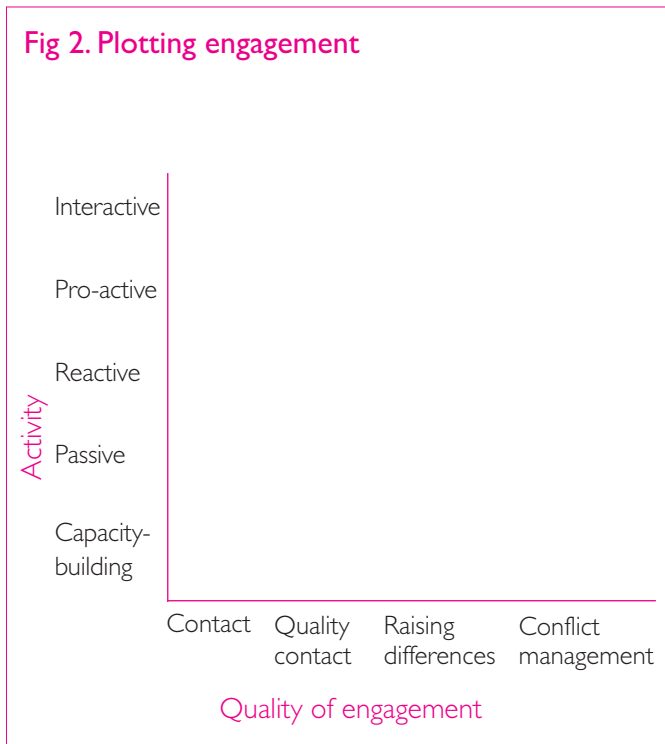 Fig 2. Plotting engagement
Interactive
Pro-active
Reactive
Activity
Passive
Capacity-
building
Contact
Quality
contact
Raising
differences
Conflict
management
Quality of engagement